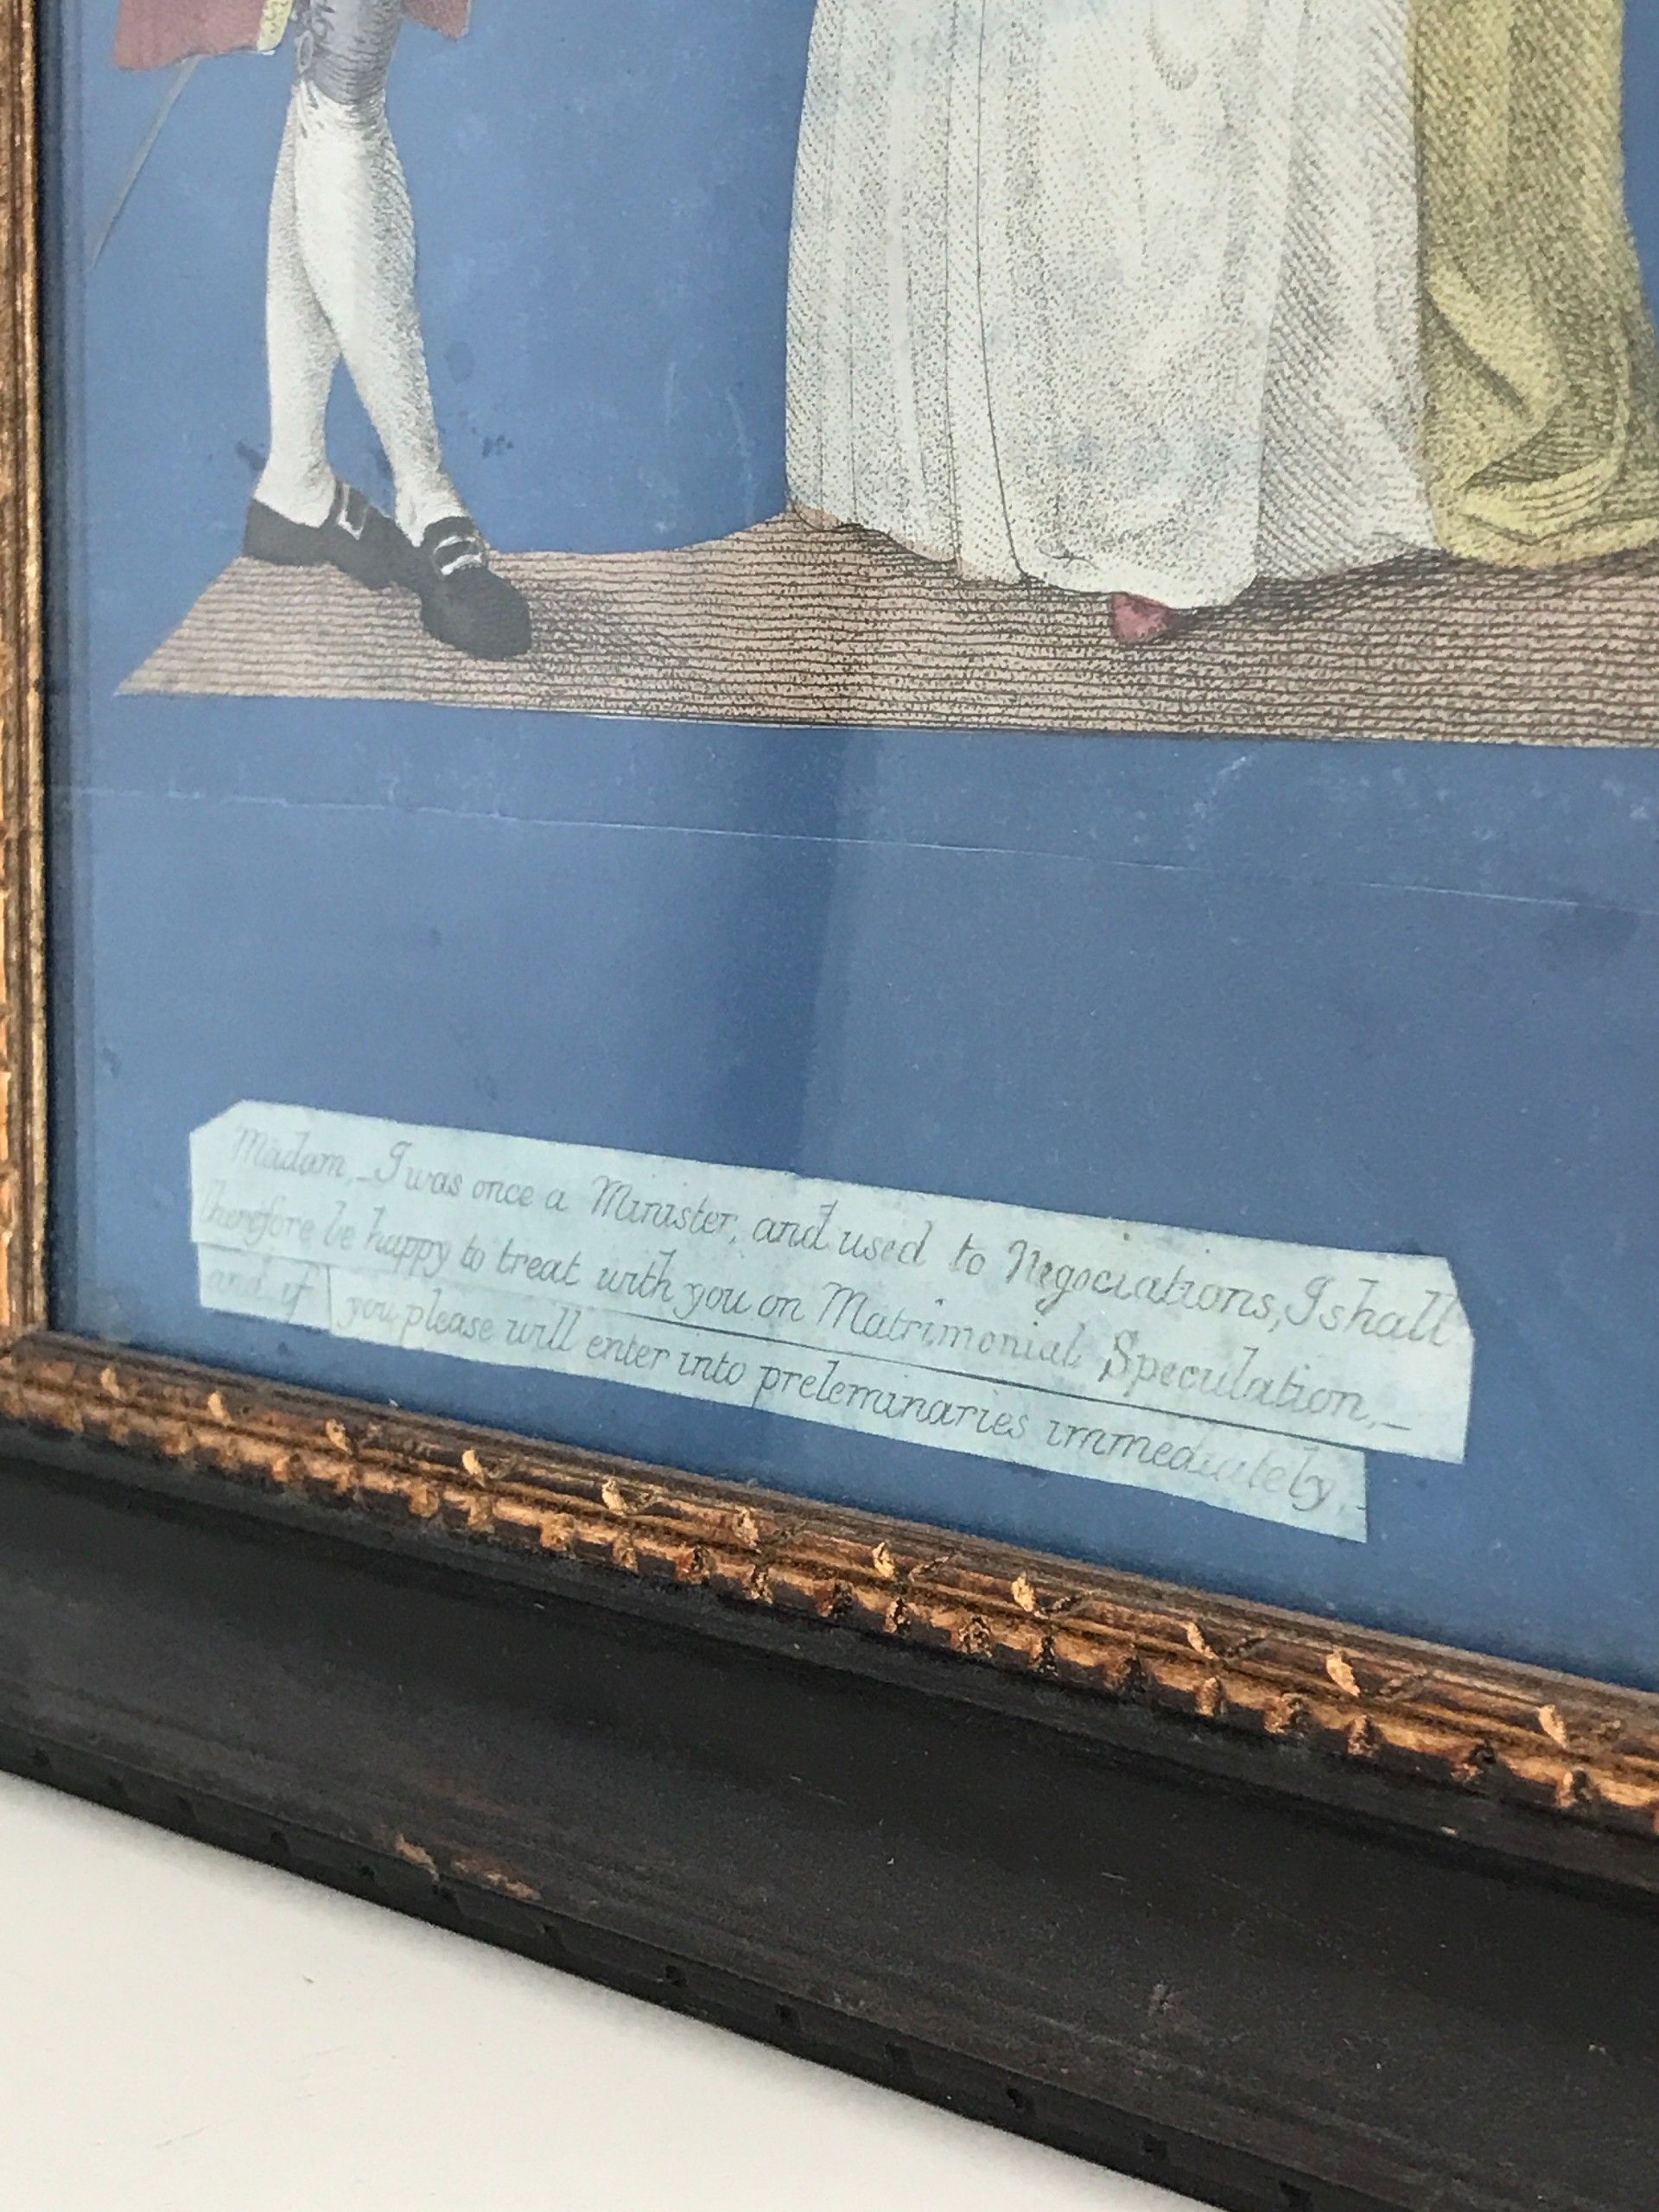 Madam,_I was once a Minister, and used to Negociations, I shall
therefore be happy to treat with you on Matrimonial Speculation,_
and if you please will enter into preleminaries immediately._